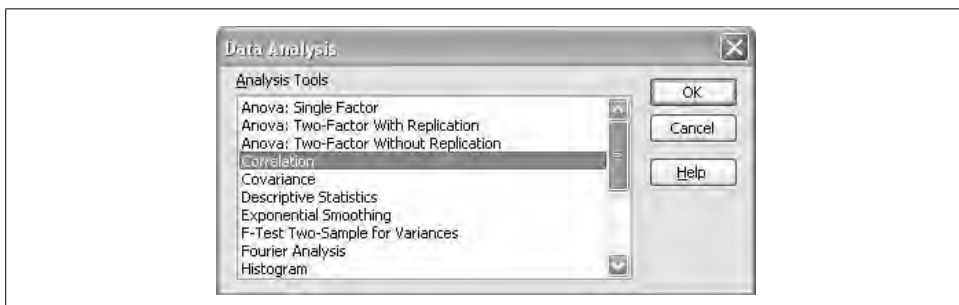 Data Analysis
Analysis Tools
Anova: Single Factor
Anova: Two-Factor With Replication
Anova: Two-Factor Without Replication
Correlation
Covariance
Descriptive Statistics
Exponential Smoothing
F-Test Two-Sample for Variances
Fourier Analysis
Histogram
OK
Cancel
Help